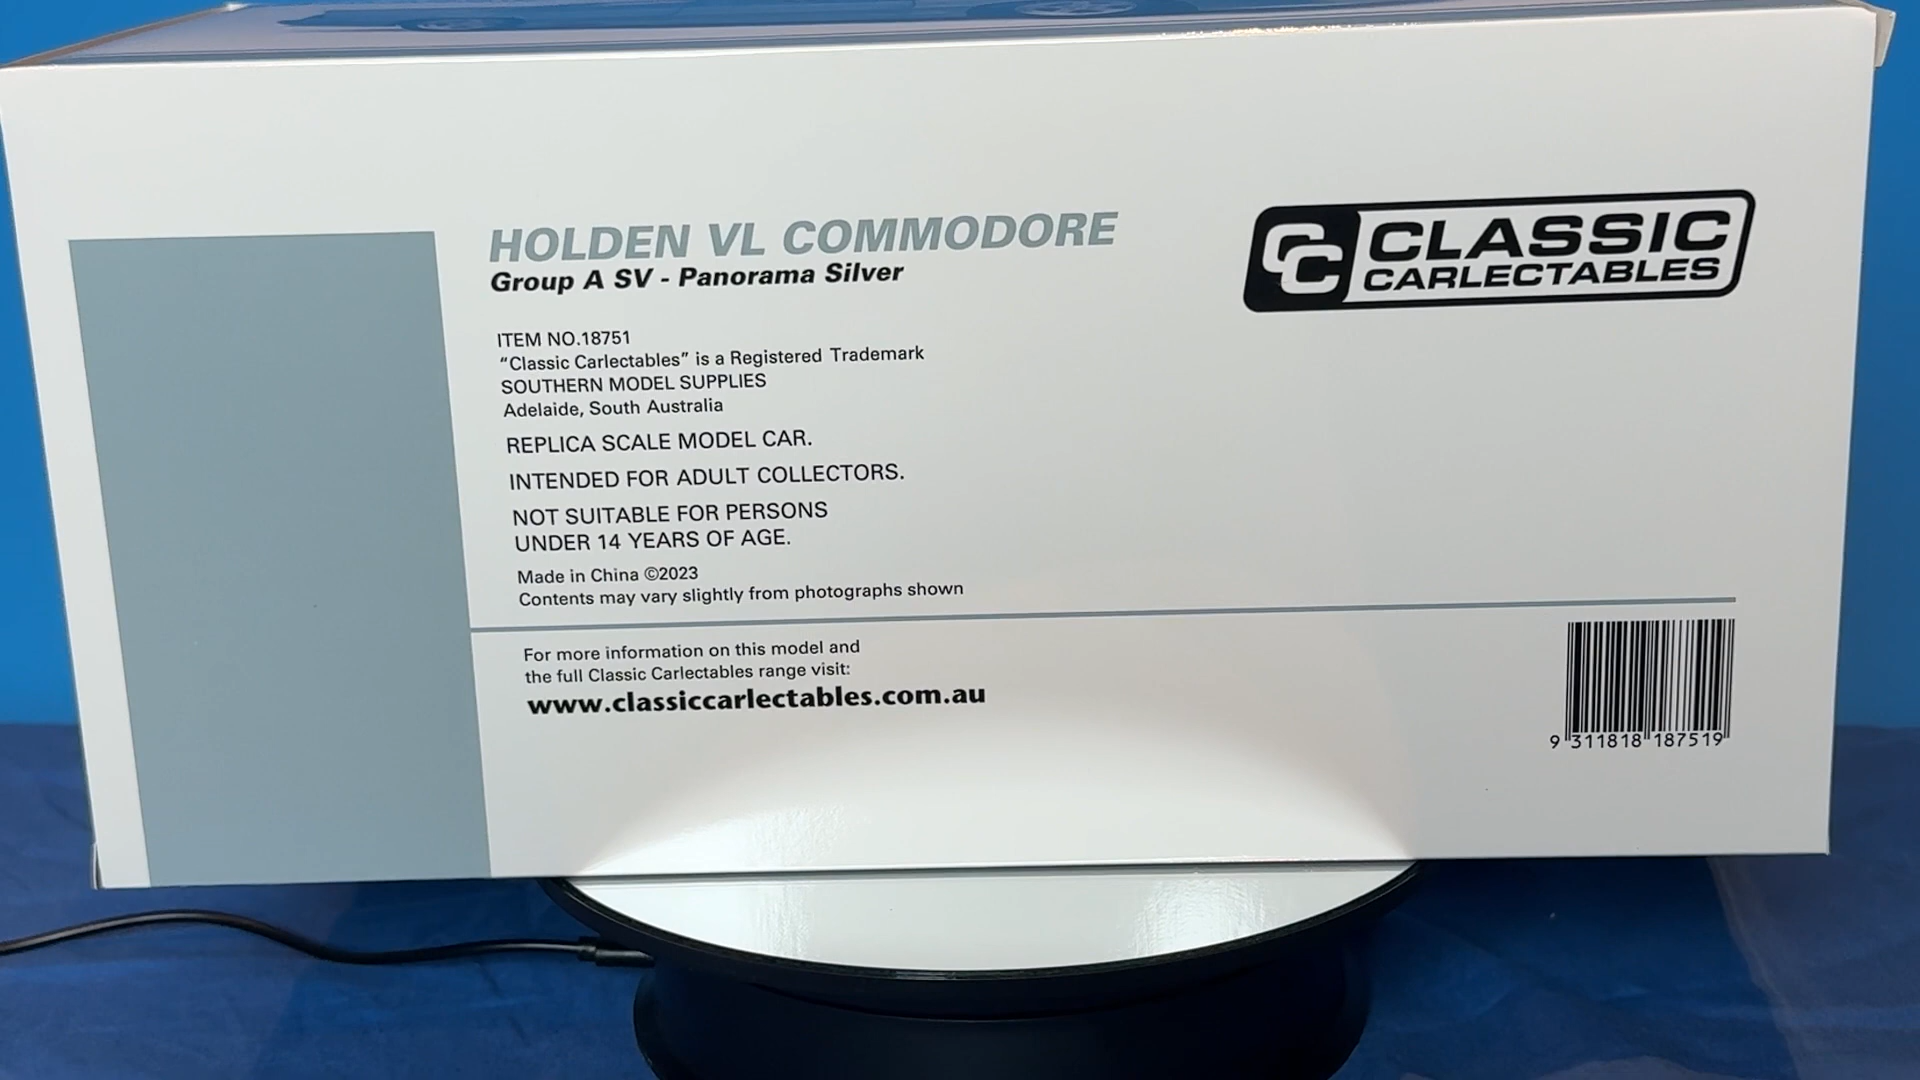 HOLDEN VL COMMODORE
Group A SV - Panorama Silver
CC CLASSIC
CARLECTABLES
ITEM NO.18751
“Classic Carlectables” is a Registered Trademark
SOUTHERN MODEL SUPPLIES
Adelaide, South Australia
REPLICA SCALE MODEL CAR.
INTENDED FOR ADULT COLLECTORS.
NOT SUITABLE FOR PERSONS
UNDER 14 YEARS OF AGE.
Made in China ©2023
Contents may vary slightly from photographs shown
For more information on this model and
the full Classic Carlectables range visit:
www.classiccarlectables.com.au
9 311818 187519